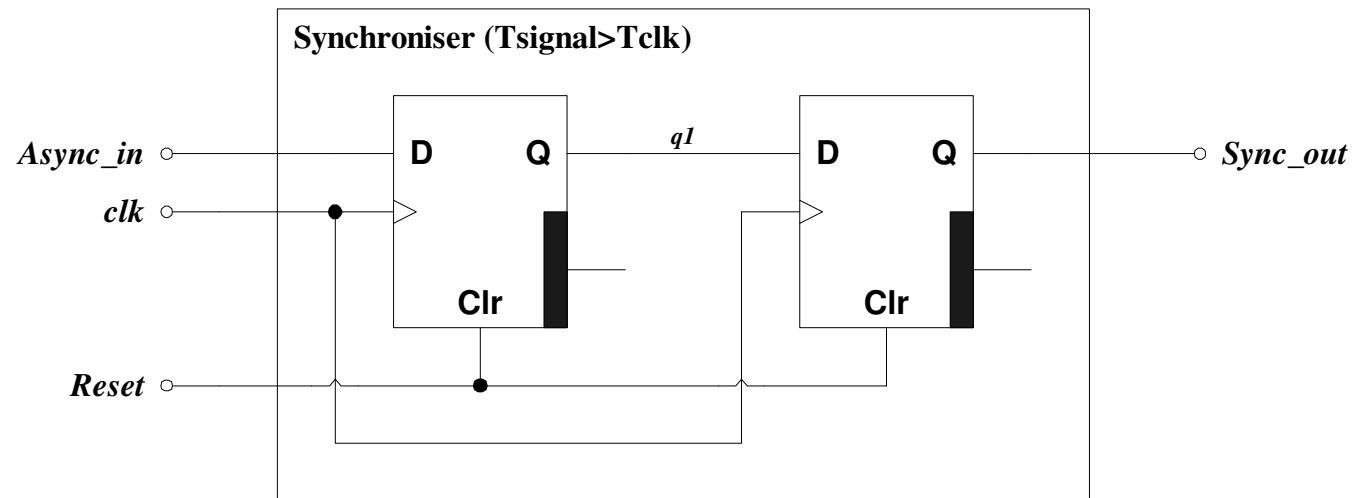 Synchroniser (Tsignal>Tclk)
Async_in
D
Q
q1
D
Q
Sync_out
clk
Clr
Clr
Reset